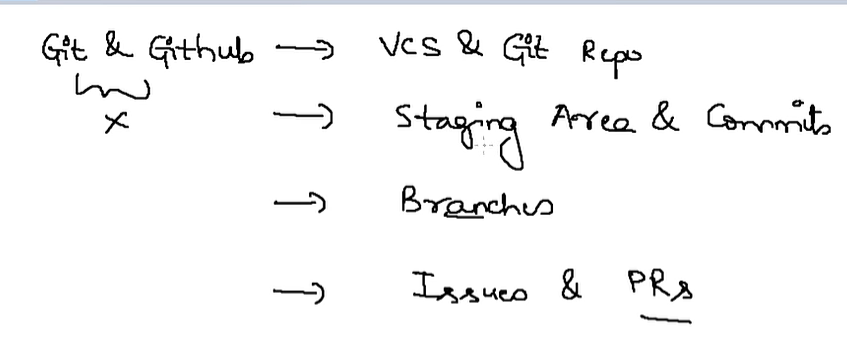 Git & Github → VCS & Git Repo
x
→ Staging Area & Commits
→ Branches
→ Issues & PRs